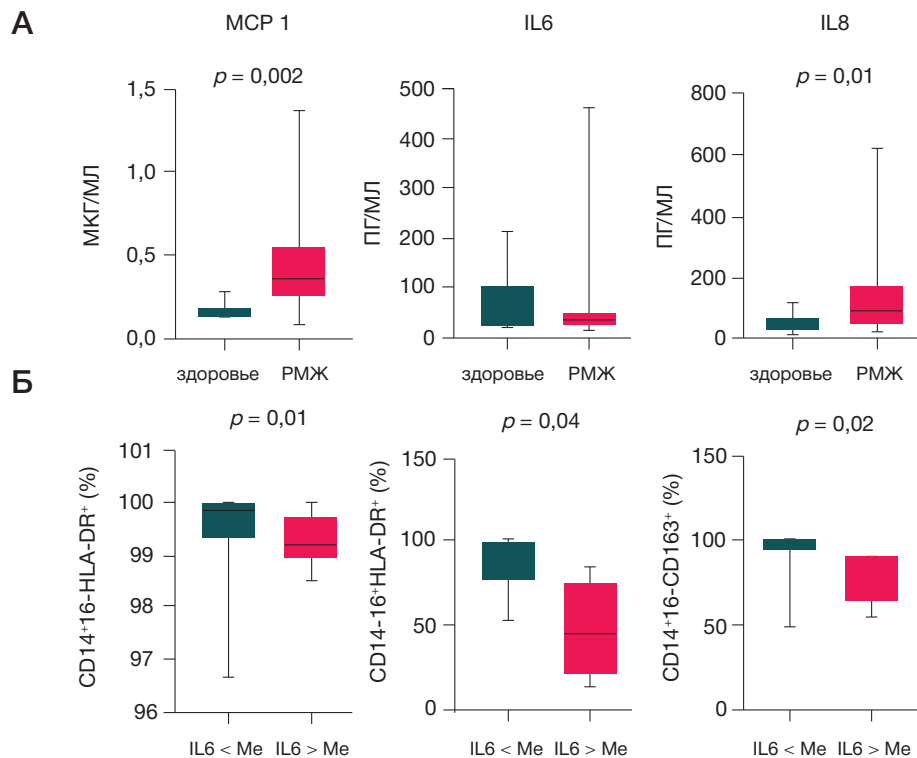 А
MCP 1
IL6
IL8
p = 0,002
p = 0,01
МКГ/МЛ
1,5
1,0
0,5
0,0
здоровье
РМЖ
ПГ/МЛ
500
400
300
200
100
0
здоровье
РМЖ
ПГ/МЛ
800
600
400
200
0
здоровье
РМЖ
Б
p = 0,01
p = 0,04
p = 0,02
CD14⁺16-HLA-DR⁺ (%)
101
100
99
98
97
96
IL6 < Me
IL6 > Me
CD14-16⁺HLA-DR⁺ (%)
150
100
50
0
IL6 < Me
IL6 > Me
CD14⁺16-CD163⁺ (%)
150
100
50
0
IL6 < Me
IL6 > Me